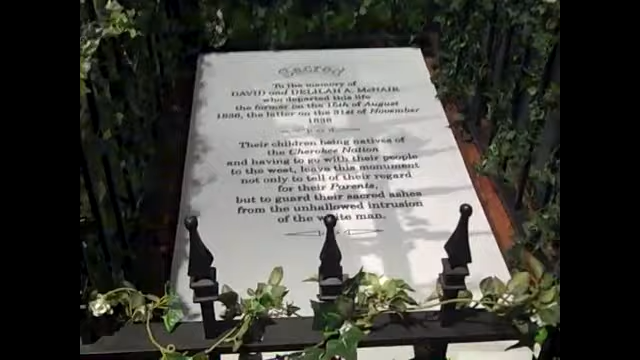 SACRED
To the memory of
DAVID and DELILAH A. McNAIR
who departed this life
the former on the 15th of August
1836, the latter on the 31st of November
1838
Their children being natives of
the Cherokee Nation
and having to go with their people
to the west, leave this monument
not only to tell of their regard
for their Parents,
but to guard their sacred ashes
from the unhallowed intrusion
of the white man.